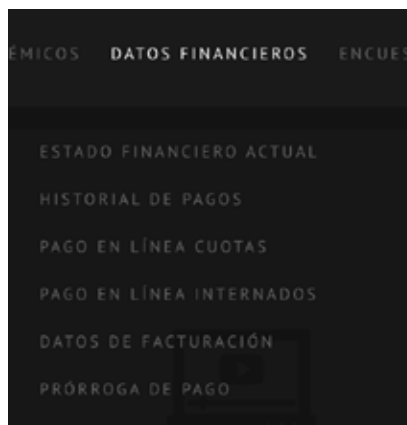 ÉMICOS DATOS FINANCIEROS ENCUES
ESTADO FINANCIERO ACTUAL
HISTORIAL DE PAGOS
PAGO EN LÍNEA CUOTAS
PAGO EN LÍNEA INTERNADOS
DATOS DE FACTURACIÓN
PRÓRROGA DE PAGO